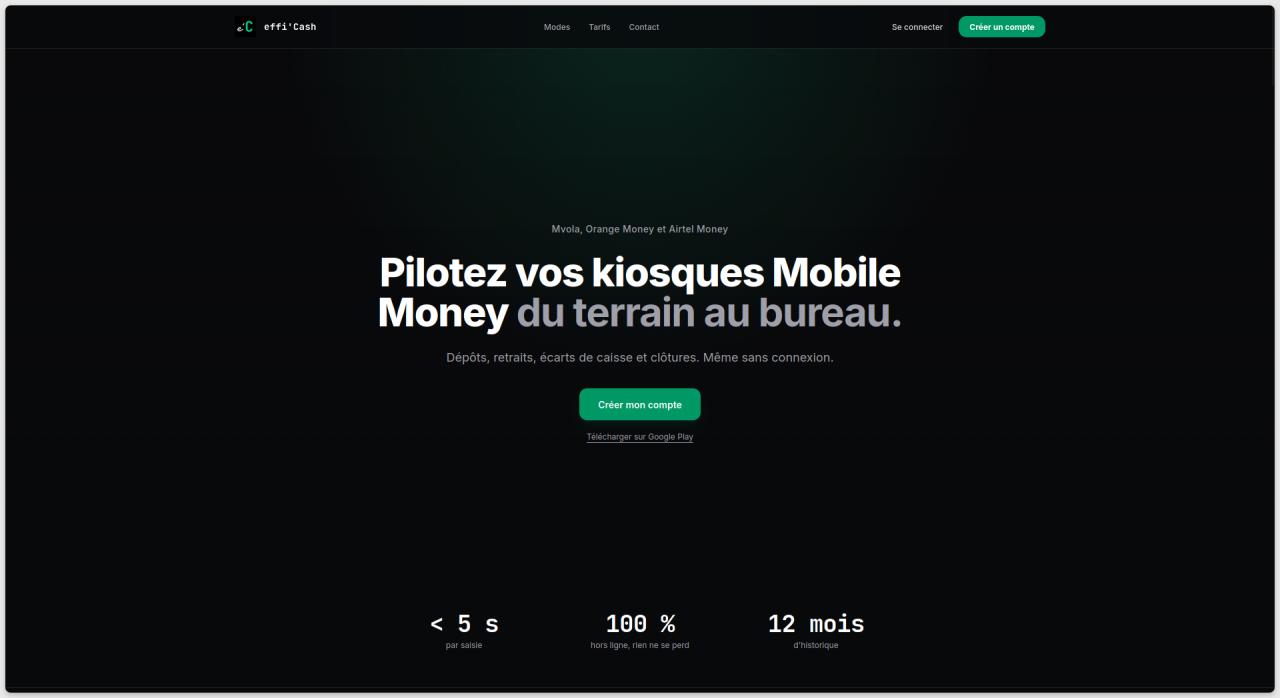 e'C effi'Cash
Modes Tarifs Contact
Se connecter Créer un compte
Mvola, Orange Money et Airtel Money
Pilotez vos kiosques Mobile
Money du terrain au bureau.
Dépôts, retraits, écarts de caisse et clôtures. Même sans connexion.
Créer mon compte
Télécharger sur Google Play
< 5 s 100 % 12 mois
par saisie hors ligne, rien ne se perd d'historique